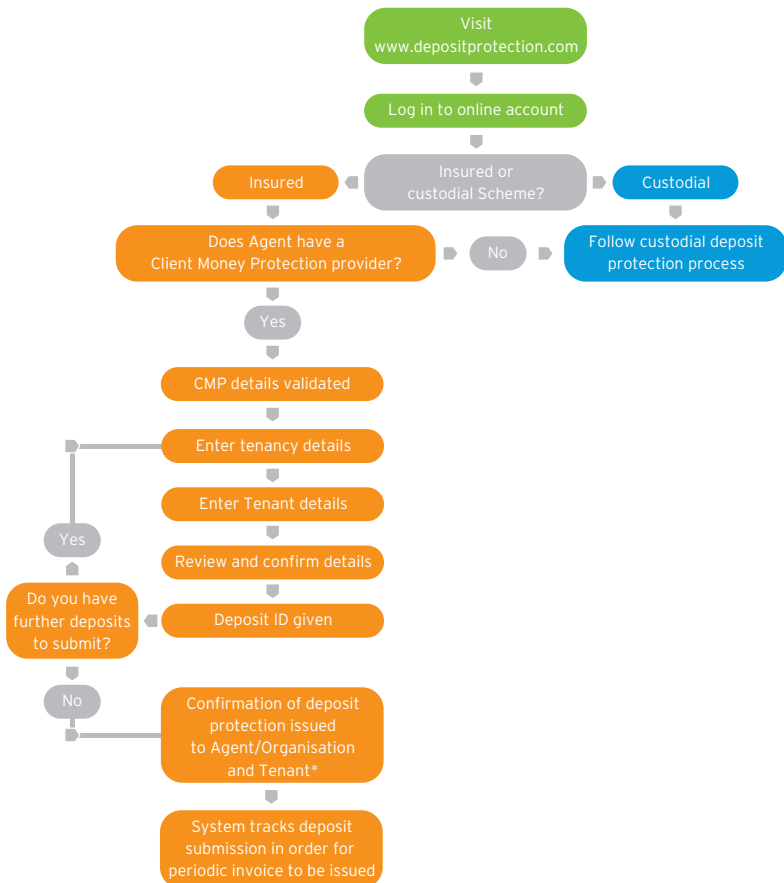 Visit
www.depositprotection.com
Log in to online account
Insured or
custodial Scheme?
Insured
Custodial
Does Agent have a
Client Money Protection provider?
No
Follow custodial deposit
protection process
Yes
CMP details validated
Enter tenancy details
Enter Tenant details
Yes
Review and confirm details
Do you have
further deposits
to submit?
Deposit ID given
No
Confirmation of deposit
protection issued
to Agent/Organisation
and Tenant*
System tracks deposit
submission in order for
periodic invoice to be issued